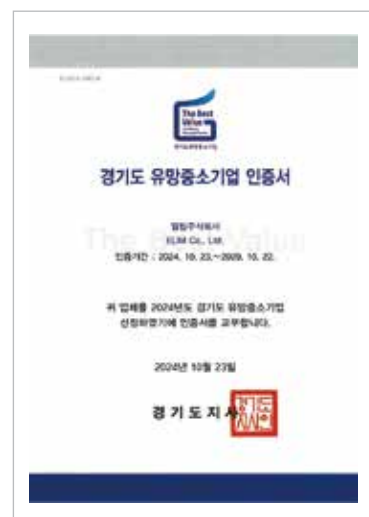 The Best
Value
경기도 유망중소기업 인증서
엘림주식회사
ELIM Co., Ltd.
The Best Value
인증기간 : 2024. 10. 23.~2029. 10. 22.
위 업체를 2024년도 경기도 유망중소기업
선정하였기에 인증서를 교부합니다.
2024년 10월 23일
경기도지사